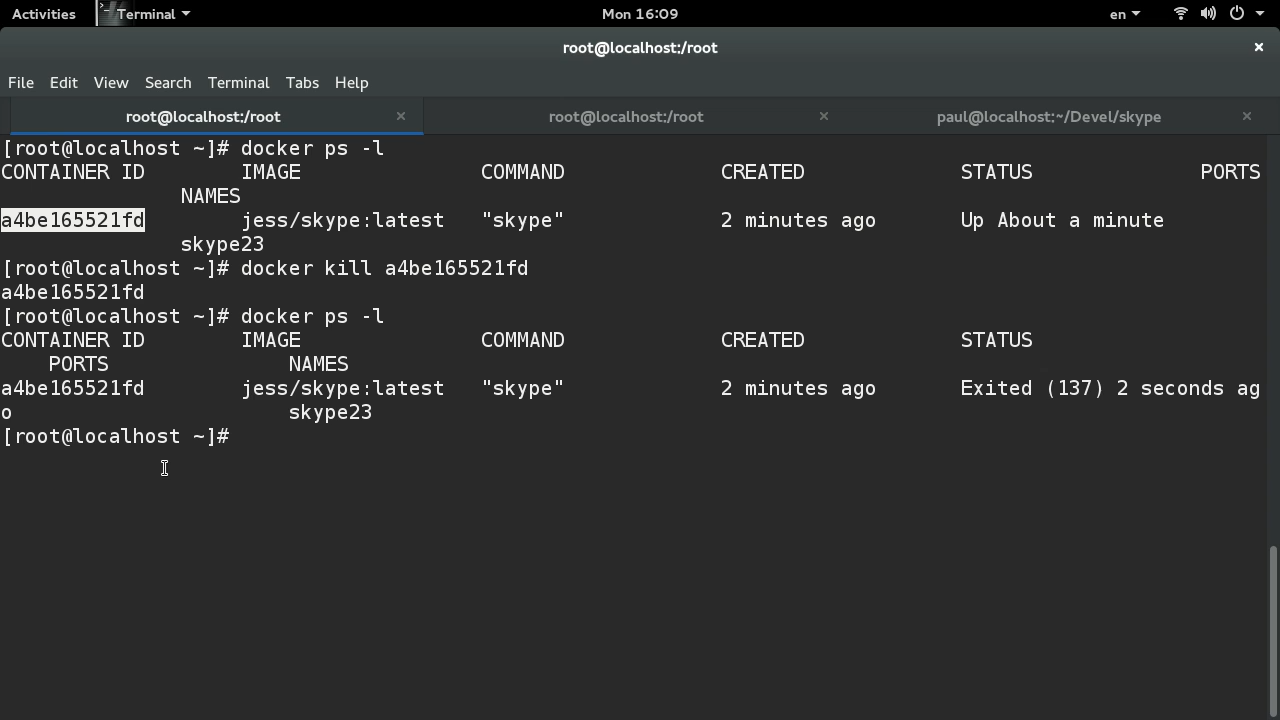 Activities Terminal Mon 16:09 en
root@localhost:/root ×
File Edit View Search Terminal Tabs Help
root@localhost:/root × root@localhost:/root × paul@localhost:~/Devel/skype ×
[root@localhost ~]# docker ps -l
CONTAINER ID        IMAGE               COMMAND             CREATED             STATUS              PORTS
               NAMES
a4be165521fd        jess/skype:latest   "skype"             2 minutes ago       Up About a minute
               skype23
[root@localhost ~]# docker kill a4be165521fd
a4be165521fd
[root@localhost ~]# docker ps -l
CONTAINER ID        IMAGE               COMMAND             CREATED             STATUS
    PORTS               NAMES
a4be165521fd        jess/skype:latest   "skype"             2 minutes ago       Exited (137) 2 seconds ag
o                       skype23
[root@localhost ~]#